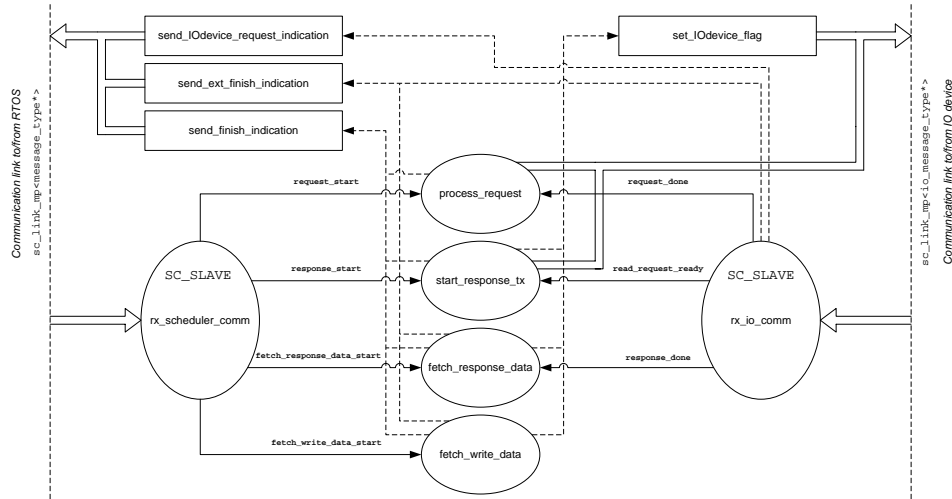 send_IOdevice_request_indication
set_IOdevice_flag
send_ext_finish_indication
send_finish_indication
Communication link to/from RTOS
sc_link_mp<message_type*>
sc_link_mp<io_message_type*>
Communication link to/from IO device
request_start
process_request
request_done
SC_SLAVE
rx_scheduler_comm
response_start
start_response_tx
read_request_ready
SC_SLAVE
rx_io_comm
fetch_response_data_start
fetch_response_data
response_done
fetch_write_data_start
fetch_write_data